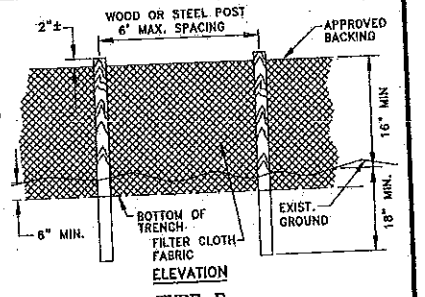 WOOD OR STEEL POST
6' MAX. SPACING
2"±
APPROVED
BACKING
16" MIN
18" MIN.
6" MIN.
BOTTOM OF
TRENCH
FILTER CLOTH
FABRIC
EXIST.
GROUND
ELEVATION